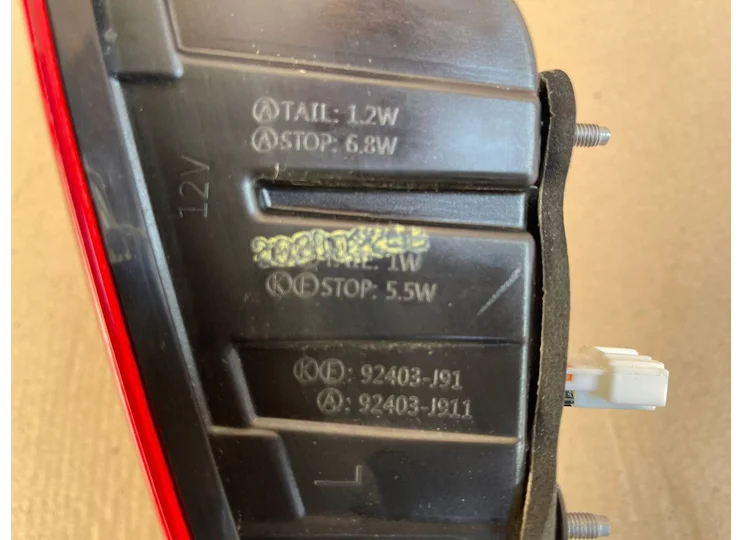 ⒶTAIL: 1.2W
ⒶSTOP: 6.8W
12V
TAIL: 1W
ⓀⒺSTOP: 5.5W
ⓀⒺ: 92403-J91
Ⓐ: 92403-J911
L